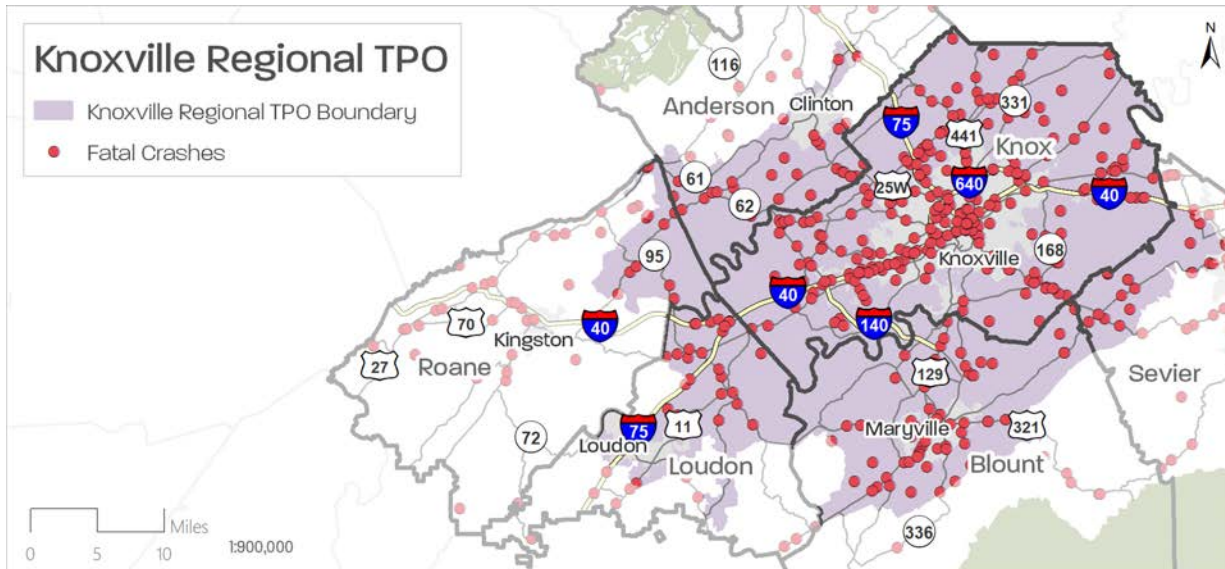 Knoxville Regional TPO
Knoxville Regional TPO Boundary
Fatal Crashes
N
116
Anderson
Clinton
331
75
441
Knox
61
25W
640
40
62
95
Knoxville
168
40
70
Kingston
40
140
27
Roane
129
Sevier
72
75
11
Maryville
321
Loudon
Loudon
Blount
336
Miles
0 5 10
1:900,000